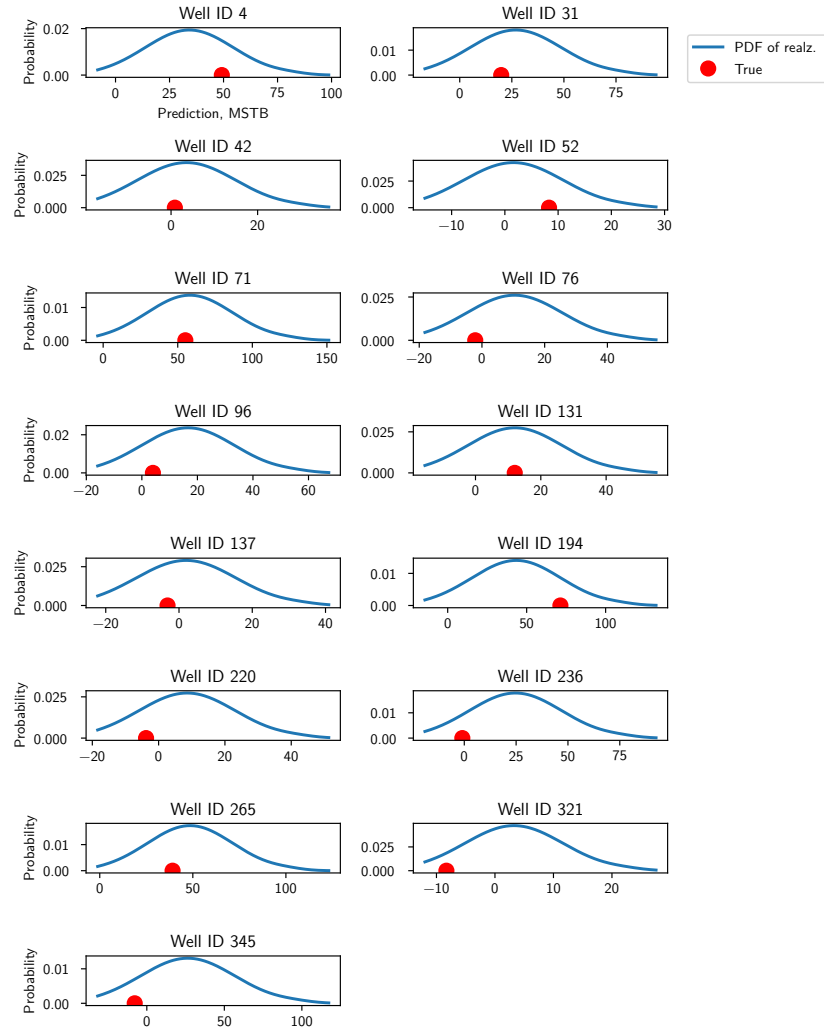 Well ID 4
Probability
0.02
0.00
0 25 50 75 100
Prediction, MSTB
Well ID 31
0.01
0.00
0 25 50 75
PDF of realz.
True
Well ID 42
Probability
0.025
0.000
0 20
Well ID 52
0.025
0.000
−10 0 10 20 30
Well ID 71
Probability
0.01
0.00
0 50 100 150
Well ID 76
0.025
0.000
−20 0 20 40
Well ID 96
Probability
0.02
0.00
−20 0 20 40 60
Well ID 131
0.025
0.000
0 20 40
Well ID 137
Probability
0.025
0.000
−20 0 20 40
Well ID 194
0.01
0.00
0 50 100
Well ID 220
Probability
0.025
0.000
−20 0 20 40
Well ID 236
0.01
0.00
0 25 50 75
Well ID 265
Probability
0.01
0.00
0 50 100
Well ID 321
0.025
0.000
−10 0 10 20
Well ID 345
Probability
0.01
0.00
0 50 100